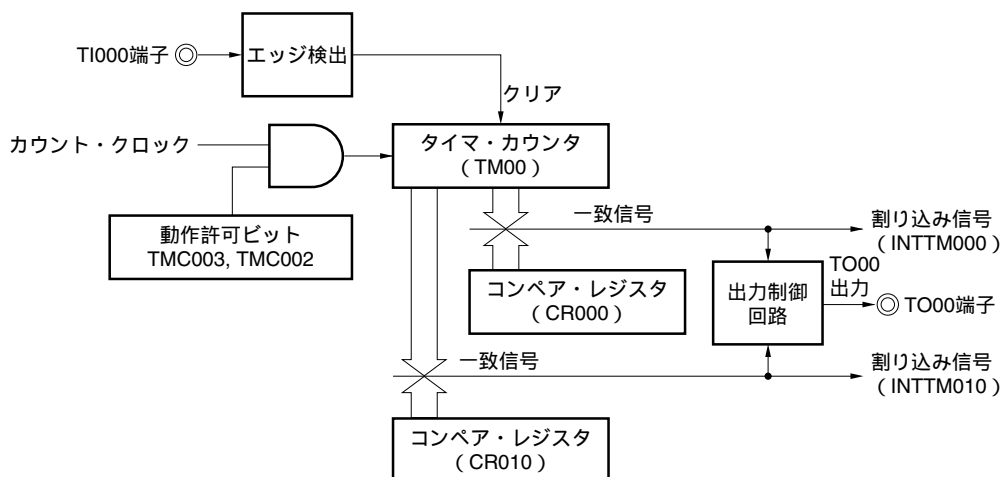 TI000端子
エッジ検出
クリア
カウント・クロック
タイマ・カウンタ
(TM00)
動作許可ビット
TMC003, TMC002
一致信号
割り込み信号
(INTTM000)
コンペア・レジスタ
(CR000)
出力制御
回路
TO00
出力
TO00端子
一致信号
割り込み信号
(INTTM010)
コンペア・レジスタ
(CR010)